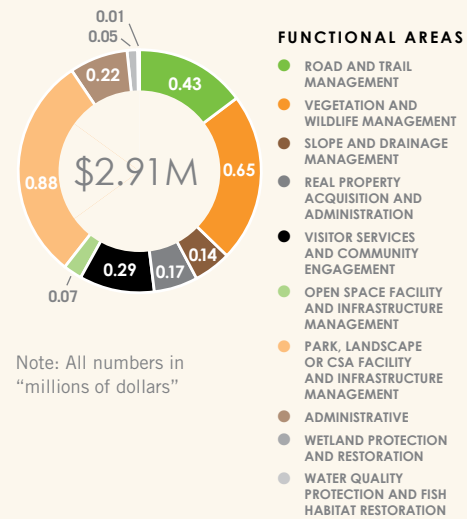 0.01
0.05
0.22
0.43
0.88
$2.91M
0.65
0.14
0.29
0.17
0.07
Note: All numbers in
“millions of dollars”
FUNCTIONAL AREAS
ROAD AND TRAIL
MANAGEMENT
VEGETATION AND
WILDLIFE MANAGEMENT
SLOPE AND DRAINAGE
MANAGEMENT
REAL PROPERTY
ACQUISITION AND
ADMINISTRATION
VISITOR SERVICES
AND COMMUNITY
ENGAGEMENT
OPEN SPACE FACILITY
AND INFRASTRUCTURE
MANAGEMENT
PARK, LANDSCAPE
OR CSA FACILITY
AND INFRASTRUCTURE
MANAGEMENT
ADMINISTRATIVE
WETLAND PROTECTION
AND RESTORATION
WATER QUALITY
PROTECTION AND FISH
HABITAT RESTORATION